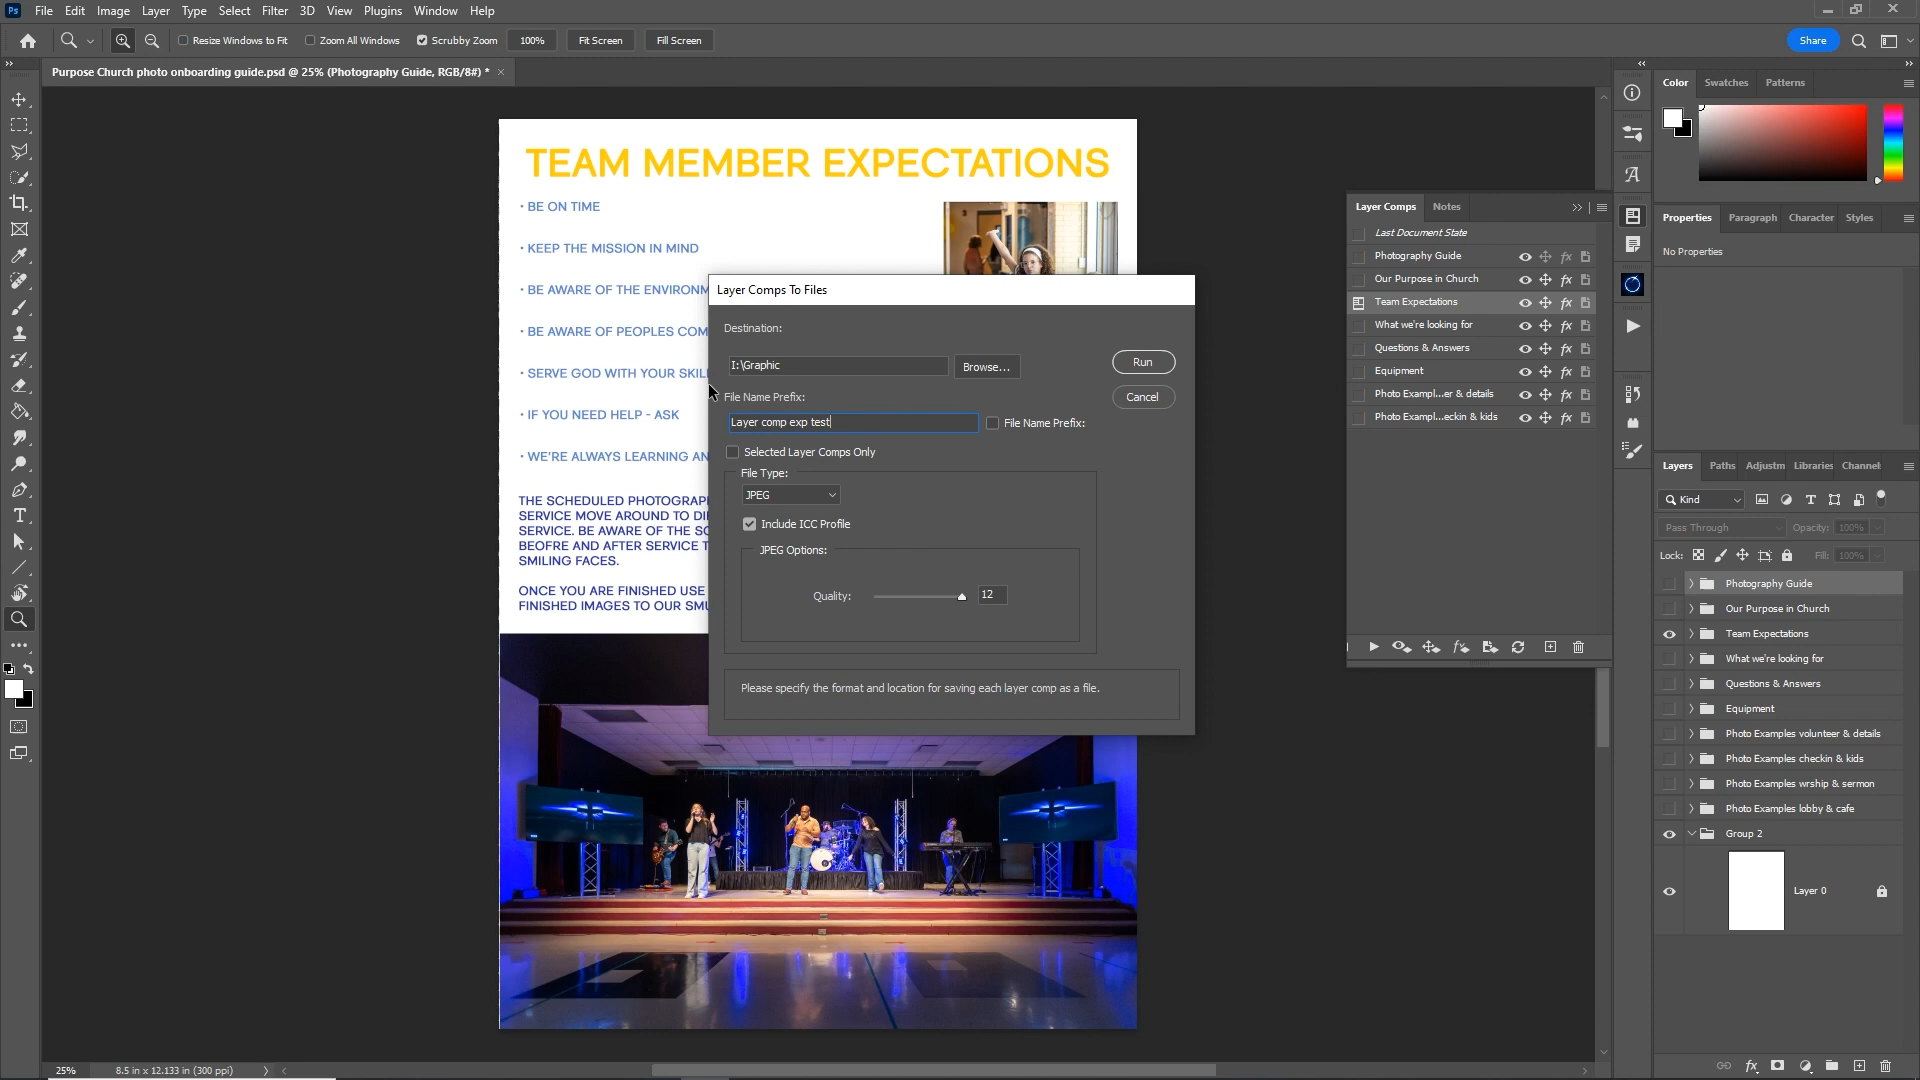 Ps File Edit Image Layer Type Select Filter 3D View Plugins Window Help
Resize Windows to Fit Zoom All Windows Scrubby Zoom 100% Fit Screen Fill Screen Share
Purpose Church photo onboarding guide.psd @ 25% (Photography Guide, RGB/8#) * ×
TEAM MEMBER EXPECTATIONS
• BE ON TIME
• KEEP THE MISSION IN MIND
• BE AWARE OF THE ENVIRONM
• BE AWARE OF PEOPLES COM
• SERVE GOD WITH YOUR SKIL
• IF YOU NEED HELP - ASK
• WE'RE ALWAYS LEARNING AN
THE SCHEDULED PHOTOGRAP
SERVICE MOVE AROUND TO DI
SERVICE. BE AWARE OF THE SC
BEOFRE AND AFTER SERVICE T
SMILING FACES.
ONCE YOU ARE FINISHED USE
FINISHED IMAGES TO OUR SMU
Layer Comps To Files
Destination:
I:\Graphic
Browse...
Run
File Name Prefix:
Cancel
Layer comp exp test
File Name Prefix:
Selected Layer Comps Only
File Type:
JPEG
Include ICC Profile
JPEG Options:
Quality:
12
Please specify the format and location for saving each layer comp as a file.
Layer Comps Notes
Last Document State
Photography Guide
Our Purpose in Church
Team Expectations
What we're looking for
Questions & Answers
Equipment
Photo Exampl...er & details
Photo Exampl...eckin & kids
Color Swatches Patterns
Properties Paragraph Character Styles
No Properties
Layers Paths Adjustm Libraries Channel
Kind
Pass Through Opacity: 100%
Lock: Fill: 100%
Photography Guide
Our Purpose in Church
Team Expectations
What we're looking for
Questions & Answers
Equipment
Photo Examples volunteer & details
Photo Examples checkin & kids
Photo Examples wrship & sermon
Photo Examples lobby & cafe
Group 2
Layer 0
25% 8.5 in x 12.133 in (300 ppi)